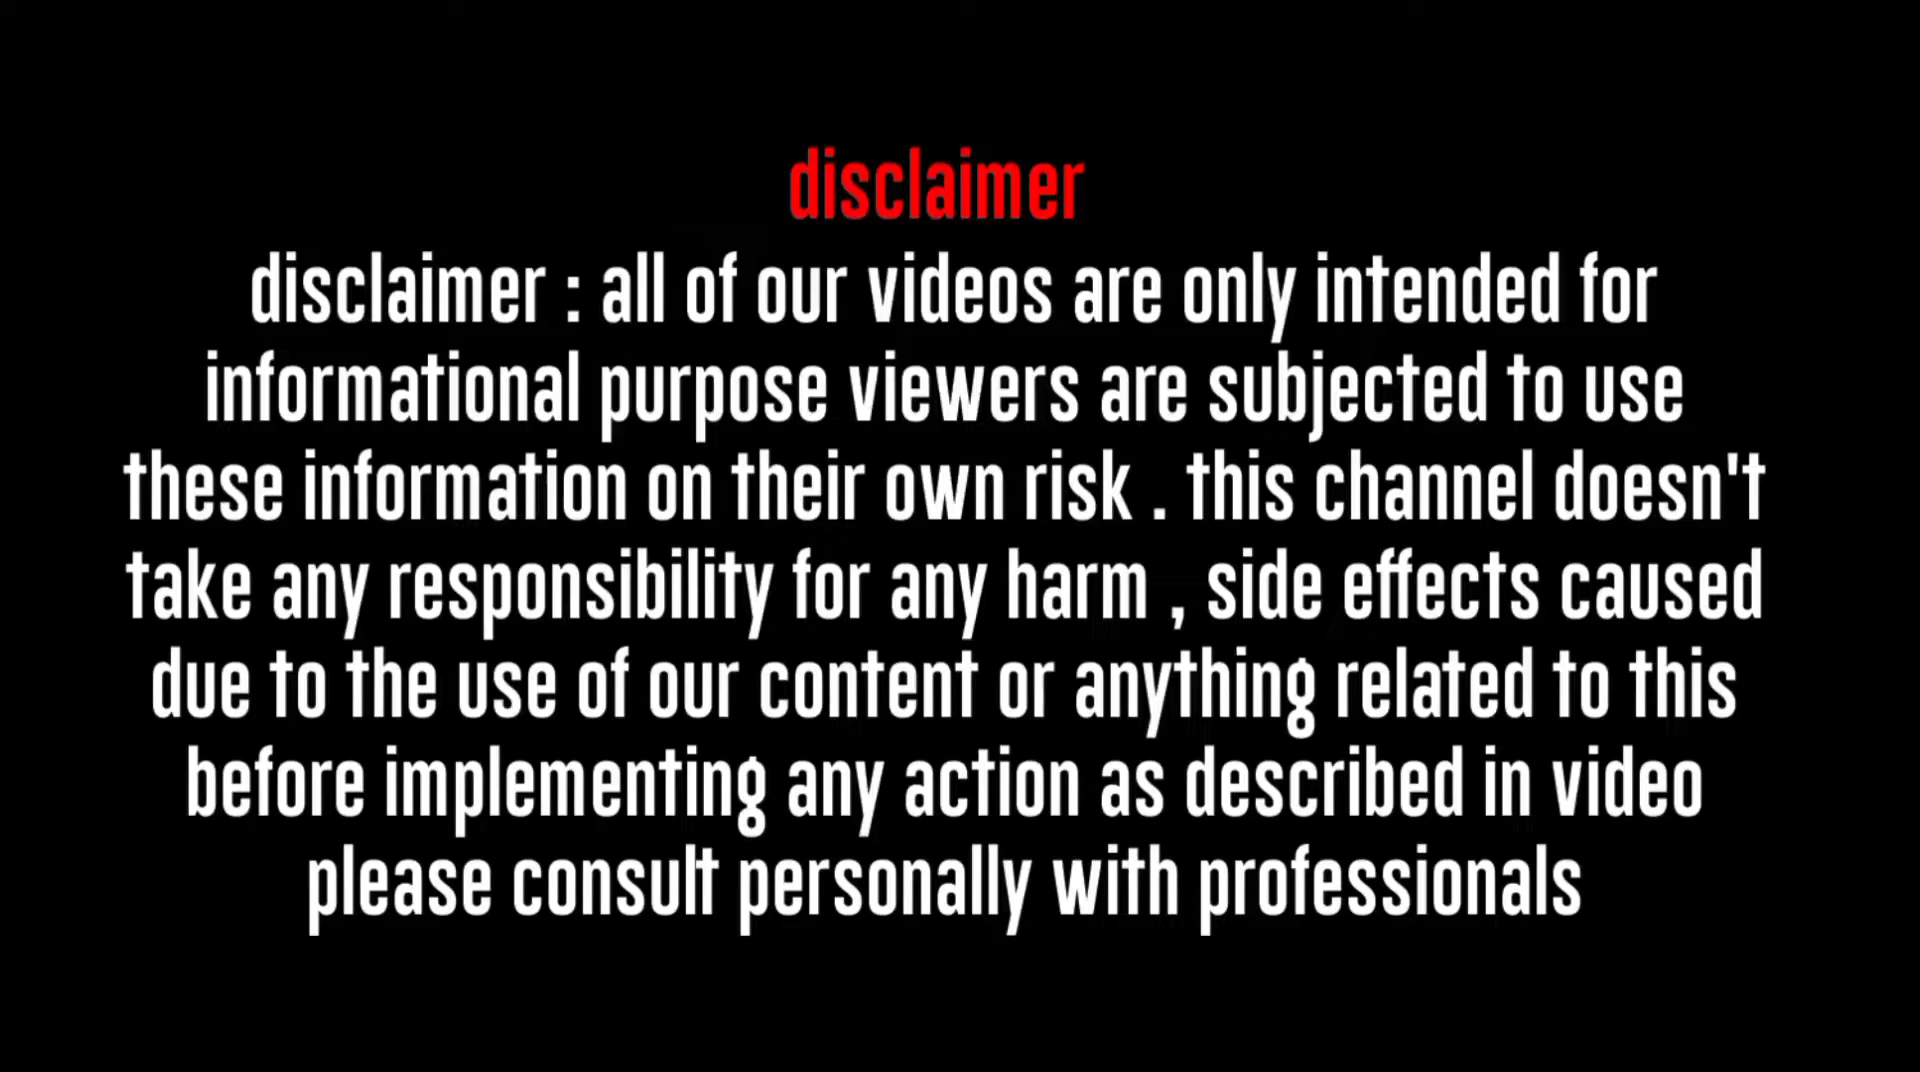 disclaimer
disclaimer : all of our videos are only intended for
informational purpose viewers are subjected to use
these information on their own risk . this channel doesn't
take any responsibility for any harm , side effects caused
due to the use of our content or anything related to this
before implementing any action as described in video
please consult personally with professionals